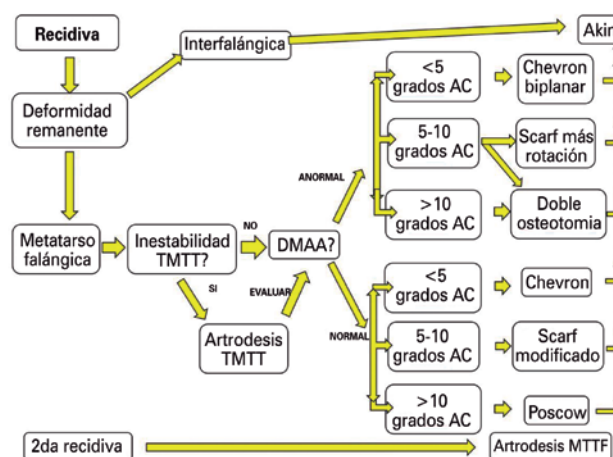 Recidiva
Interfalángica
Akin
Deformidad
remanente
<5
grados AC
Chevron
biplanar
5-10
grados AC
Scarf más
rotación
ANORMAL
>10
grados AC
Doble
osteotomia
Metatarso
falángica
Inestabilidad
TMTT?
NO
DMAA?
SI
EVALUAR
Artrodesis
TMTT
NORMAL
<5
grados AC
Chevron
5-10
grados AC
Scarf
modificado
>10
grados AC
Poscow
2da recidiva
Artrodesis MTTF